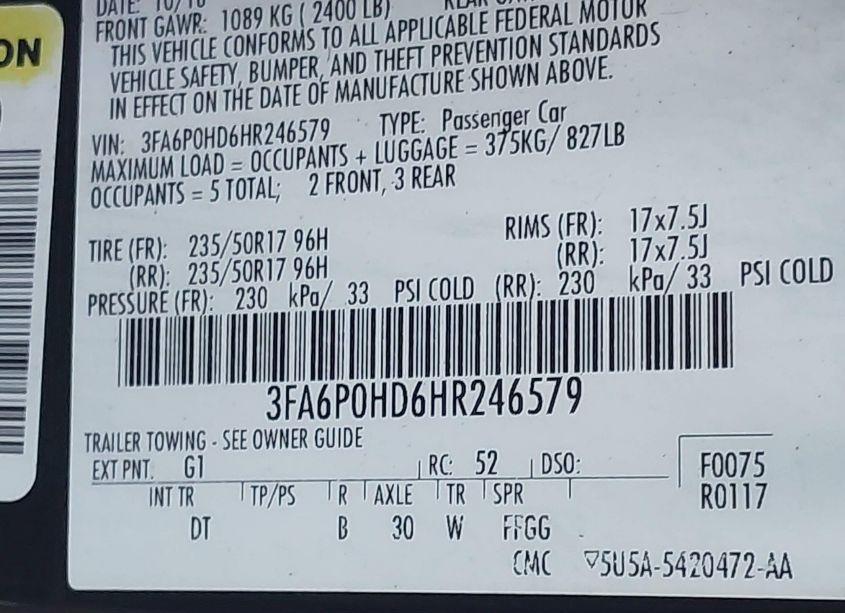 DATE: 10/16
FRONT GAWR: 1089 KG ( 2400 LB)
THIS VEHICLE CONFORMS TO ALL APPLICABLE FEDERAL MOTOR
VEHICLE SAFETY, BUMPER, AND THEFT PREVENTION STANDARDS
IN EFFECT ON THE DATE OF MANUFACTURE SHOWN ABOVE.
VIN: 3FA6P0HD6HR246579 TYPE: Passenger Car
MAXIMUM LOAD = OCCUPANTS + LUGGAGE = 375KG/ 827LB
OCCUPANTS = 5 TOTAL; 2 FRONT, 3 REAR
TIRE (FR): 235/50R17 96H RIMS (FR): 17x7.5J
(RR): 235/50R17 96H (RR): 17x7.5J
PRESSURE (FR): 230 kPa/ 33 PSI COLD (RR): 230 kPa/ 33 PSI COLD
3FA6P0HD6HR246579
TRAILER TOWING - SEE OWNER GUIDE
EXT PNT. G1 RC: 52 DSO: F0075
INT TR TP/PS R AXLE TR SPR R0117
DT B 30 W FFGG
CMC ▽5U5A-5420472-AA